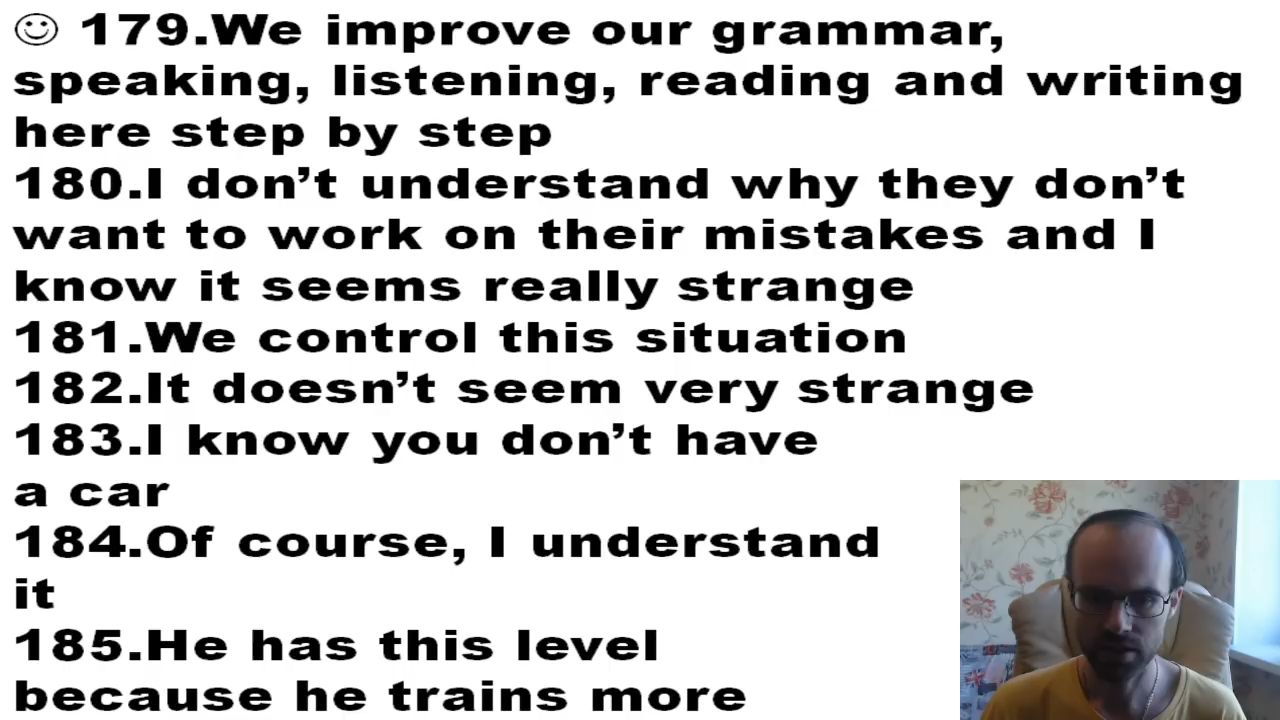 ☺ 179.We improve our grammar,
speaking, listening, reading and writing
here step by step
180.I don’t understand why they don’t
want to work on their mistakes and I
know it seems really strange
181.We control this situation
182.It doesn’t seem very strange
183.I know you don’t have
a car
184.Of course, I understand
it
185.He has this level
because he trains more